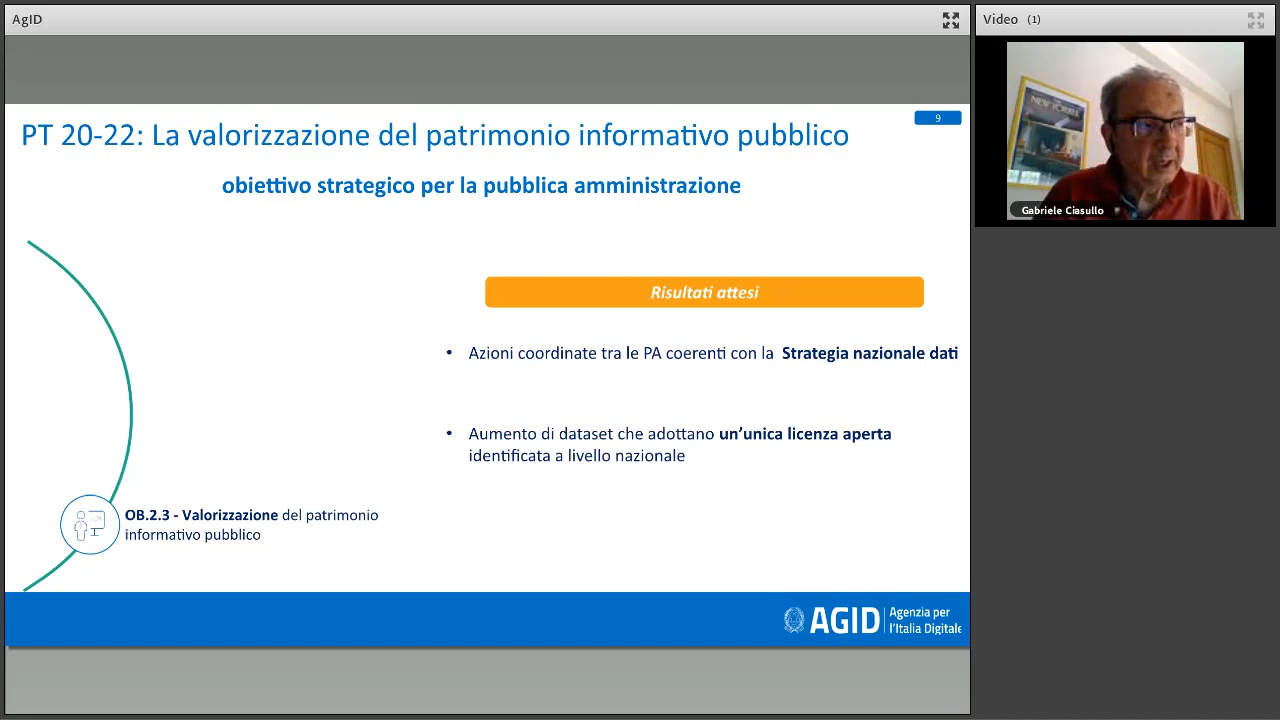 AgID
Video (1)
NEW YORKER
Gabriele Ciasullo
9
PT 20-22: La valorizzazione del patrimonio informativo pubblico
obiettivo strategico per la pubblica amministrazione
Risultati attesi
• Azioni coordinate tra le PA coerenti con la Strategia nazionale dati
• Aumento di dataset che adottano un’unica licenza aperta
identificata a livello nazionale
OB.2.3 - Valorizzazione del patrimonio
informativo pubblico
AGID
Agenzia per
l’Italia Digitale